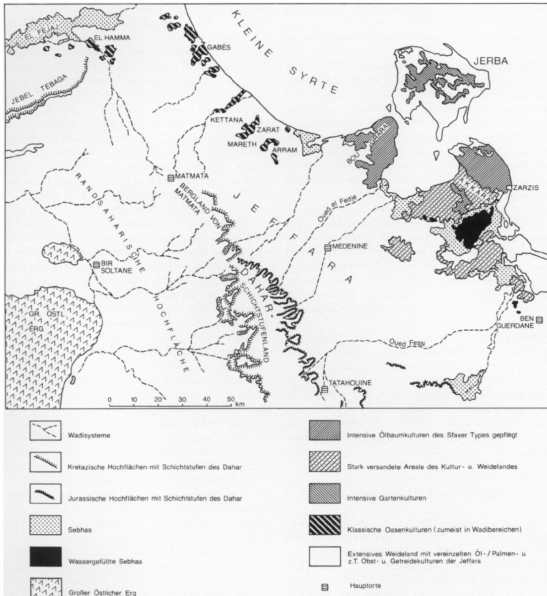 EL FEJAJ
EL HAMMA
GABÈS
KLEINE SYRTE
JERBA
JEBEL TEBAGA
KETTANA
ZARAT
MARETH
ARRAM
BOU
ZARZIS
MATMATA
BERGLAND VON
MATMATA
JEFFARA
Oued el Fedje
MEDENINE
RANDSAHARISCHE
HOCHFLÄCHE
BIR
SOLTANE
DAHAR-
SCHICHTSTUFENLAND
GR. ÖSTL.
ERG
BEN
GUERDANE
Oued Fessi
TATAHOUINE
0 10 20 30 40 50
km
Wadisysteme
Kretazische Hochflächen mit Schichtstufen des Dahar
Jurassische Hochflächen mit Schichtstufen des Dahar
Sebhas
Wassergefüllte Sebhas
Großer Östlicher Erg
Intensive Ölbaumkulturen des Sfaxer Types gepflegt
Stark versandete Areale des Kultur- u. Weidelandes
Intensive Gartenkulturen
Klassische Oasenkulturen (zumeist in Wadibereichen)
Extensives Weideland mit vereinzelten Öl-/Palmen- u.
z.T. Obst- u. Getreidekulturen der Jeffara
Hauptorte